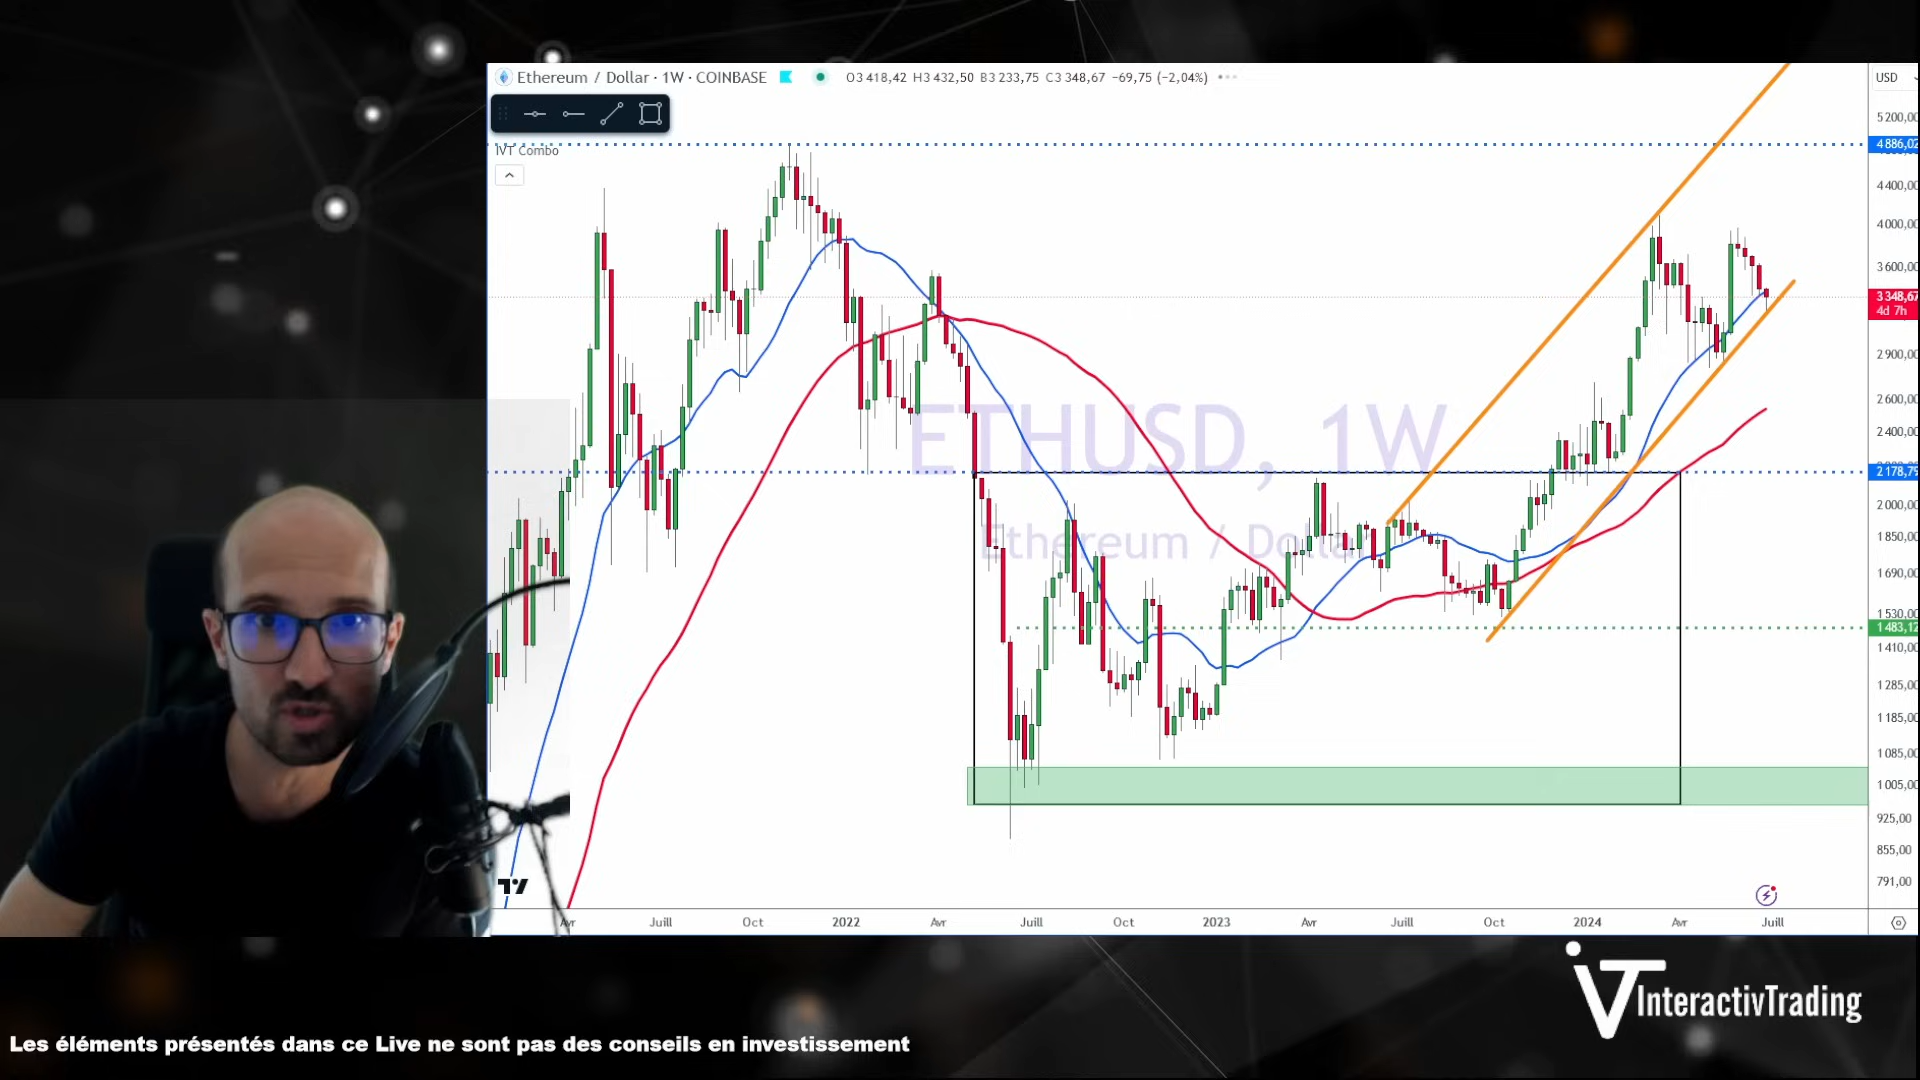 Ethereum / Dollar · 1W · COINBASE
O3 418,42 H3 432,50 B3 233,75 C3 348,67 −69,75 (−2,04%)
USD
IVT Combo
5 200,00
4 886,02
4 400,00
4 000,00
3 600,00
3 348,67
4d 7h
2 900,00
2 600,00
2 400,00
2 178,79
2 000,00
1 850,00
1 690,00
1 530,00
1 483,12
1 410,00
1 285,00
1 185,00
1 085,00
1 005,00
925,00
855,00
791,00
ETHUSD, 1W
Ethereum / Dollar
Avr Juill Oct 2022 Avr Juill Oct 2023 Avr Juill Oct 2024 Avr Juill
iVT InteractivTrading
Les éléments présentés dans ce Live ne sont pas des conseils en investissement